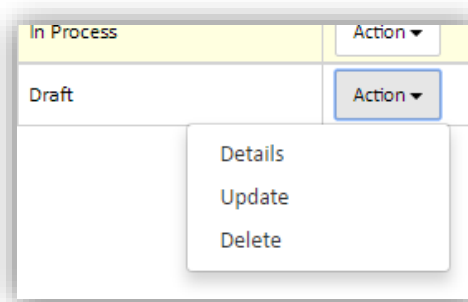 In Process Action
Draft Action
Details
Update
Delete